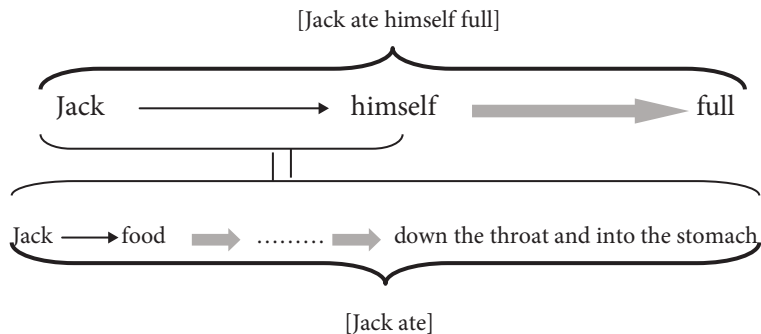 [Jack ate himself full]
Jack himself full
Jack food ......... down the throat and into the stomach
[Jack ate]